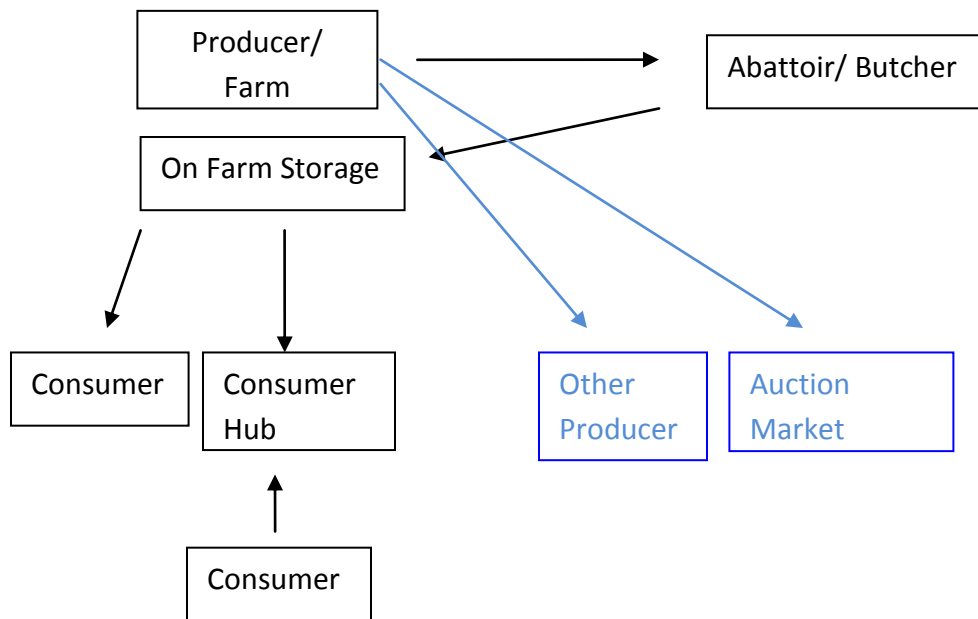 Producer/
Farm
Abattoir/ Butcher
On Farm Storage
Consumer
Consumer
Hub
Other
Producer
Auction
Market
Consumer